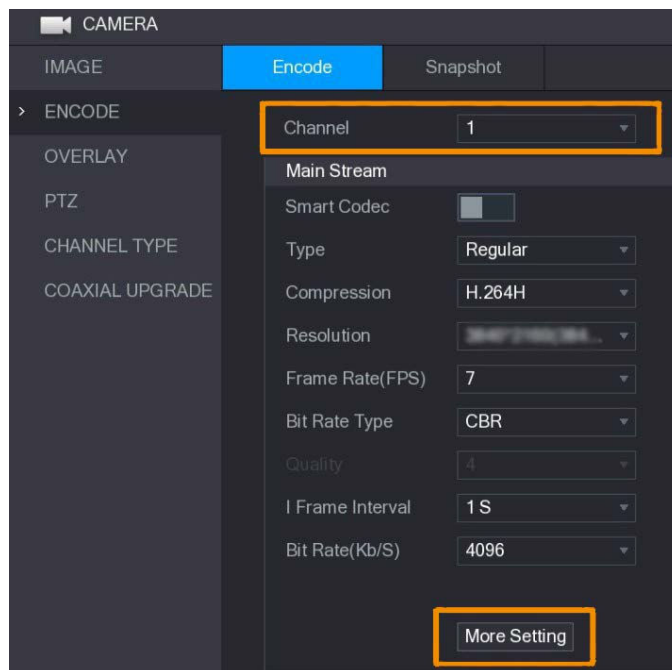 CAMERA
IMAGE
ENCODE
OVERLAY
PTZ
CHANNEL TYPE
COAXIAL UPGRADE
Encode Snapshot
Channel 1
Main Stream
Smart Codec
Type Regular
Compression H.264H
Resolution
Frame Rate(FPS) 7
Bit Rate Type CBR
Quality 4
I Frame Interval 1 S
Bit Rate(Kb/S) 4096
More Setting